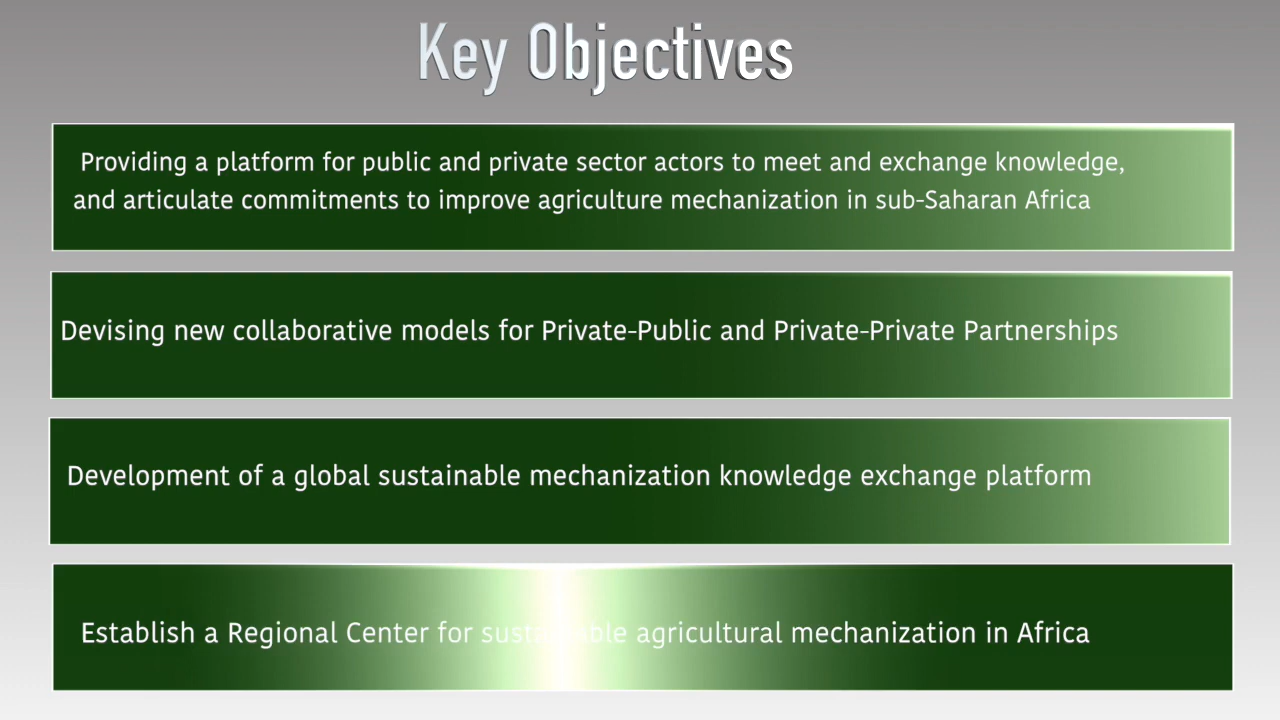 Key Objectives
Providing a platform for public and private sector actors to meet and exchange knowledge,
and articulate commitments to improve agriculture mechanization in sub-Saharan Africa
Devising new collaborative models for Private-Public and Private-Private Partnerships
Development of a global sustainable mechanization knowledge exchange platform
Establish a Regional Center for sustainable agricultural mechanization in Africa